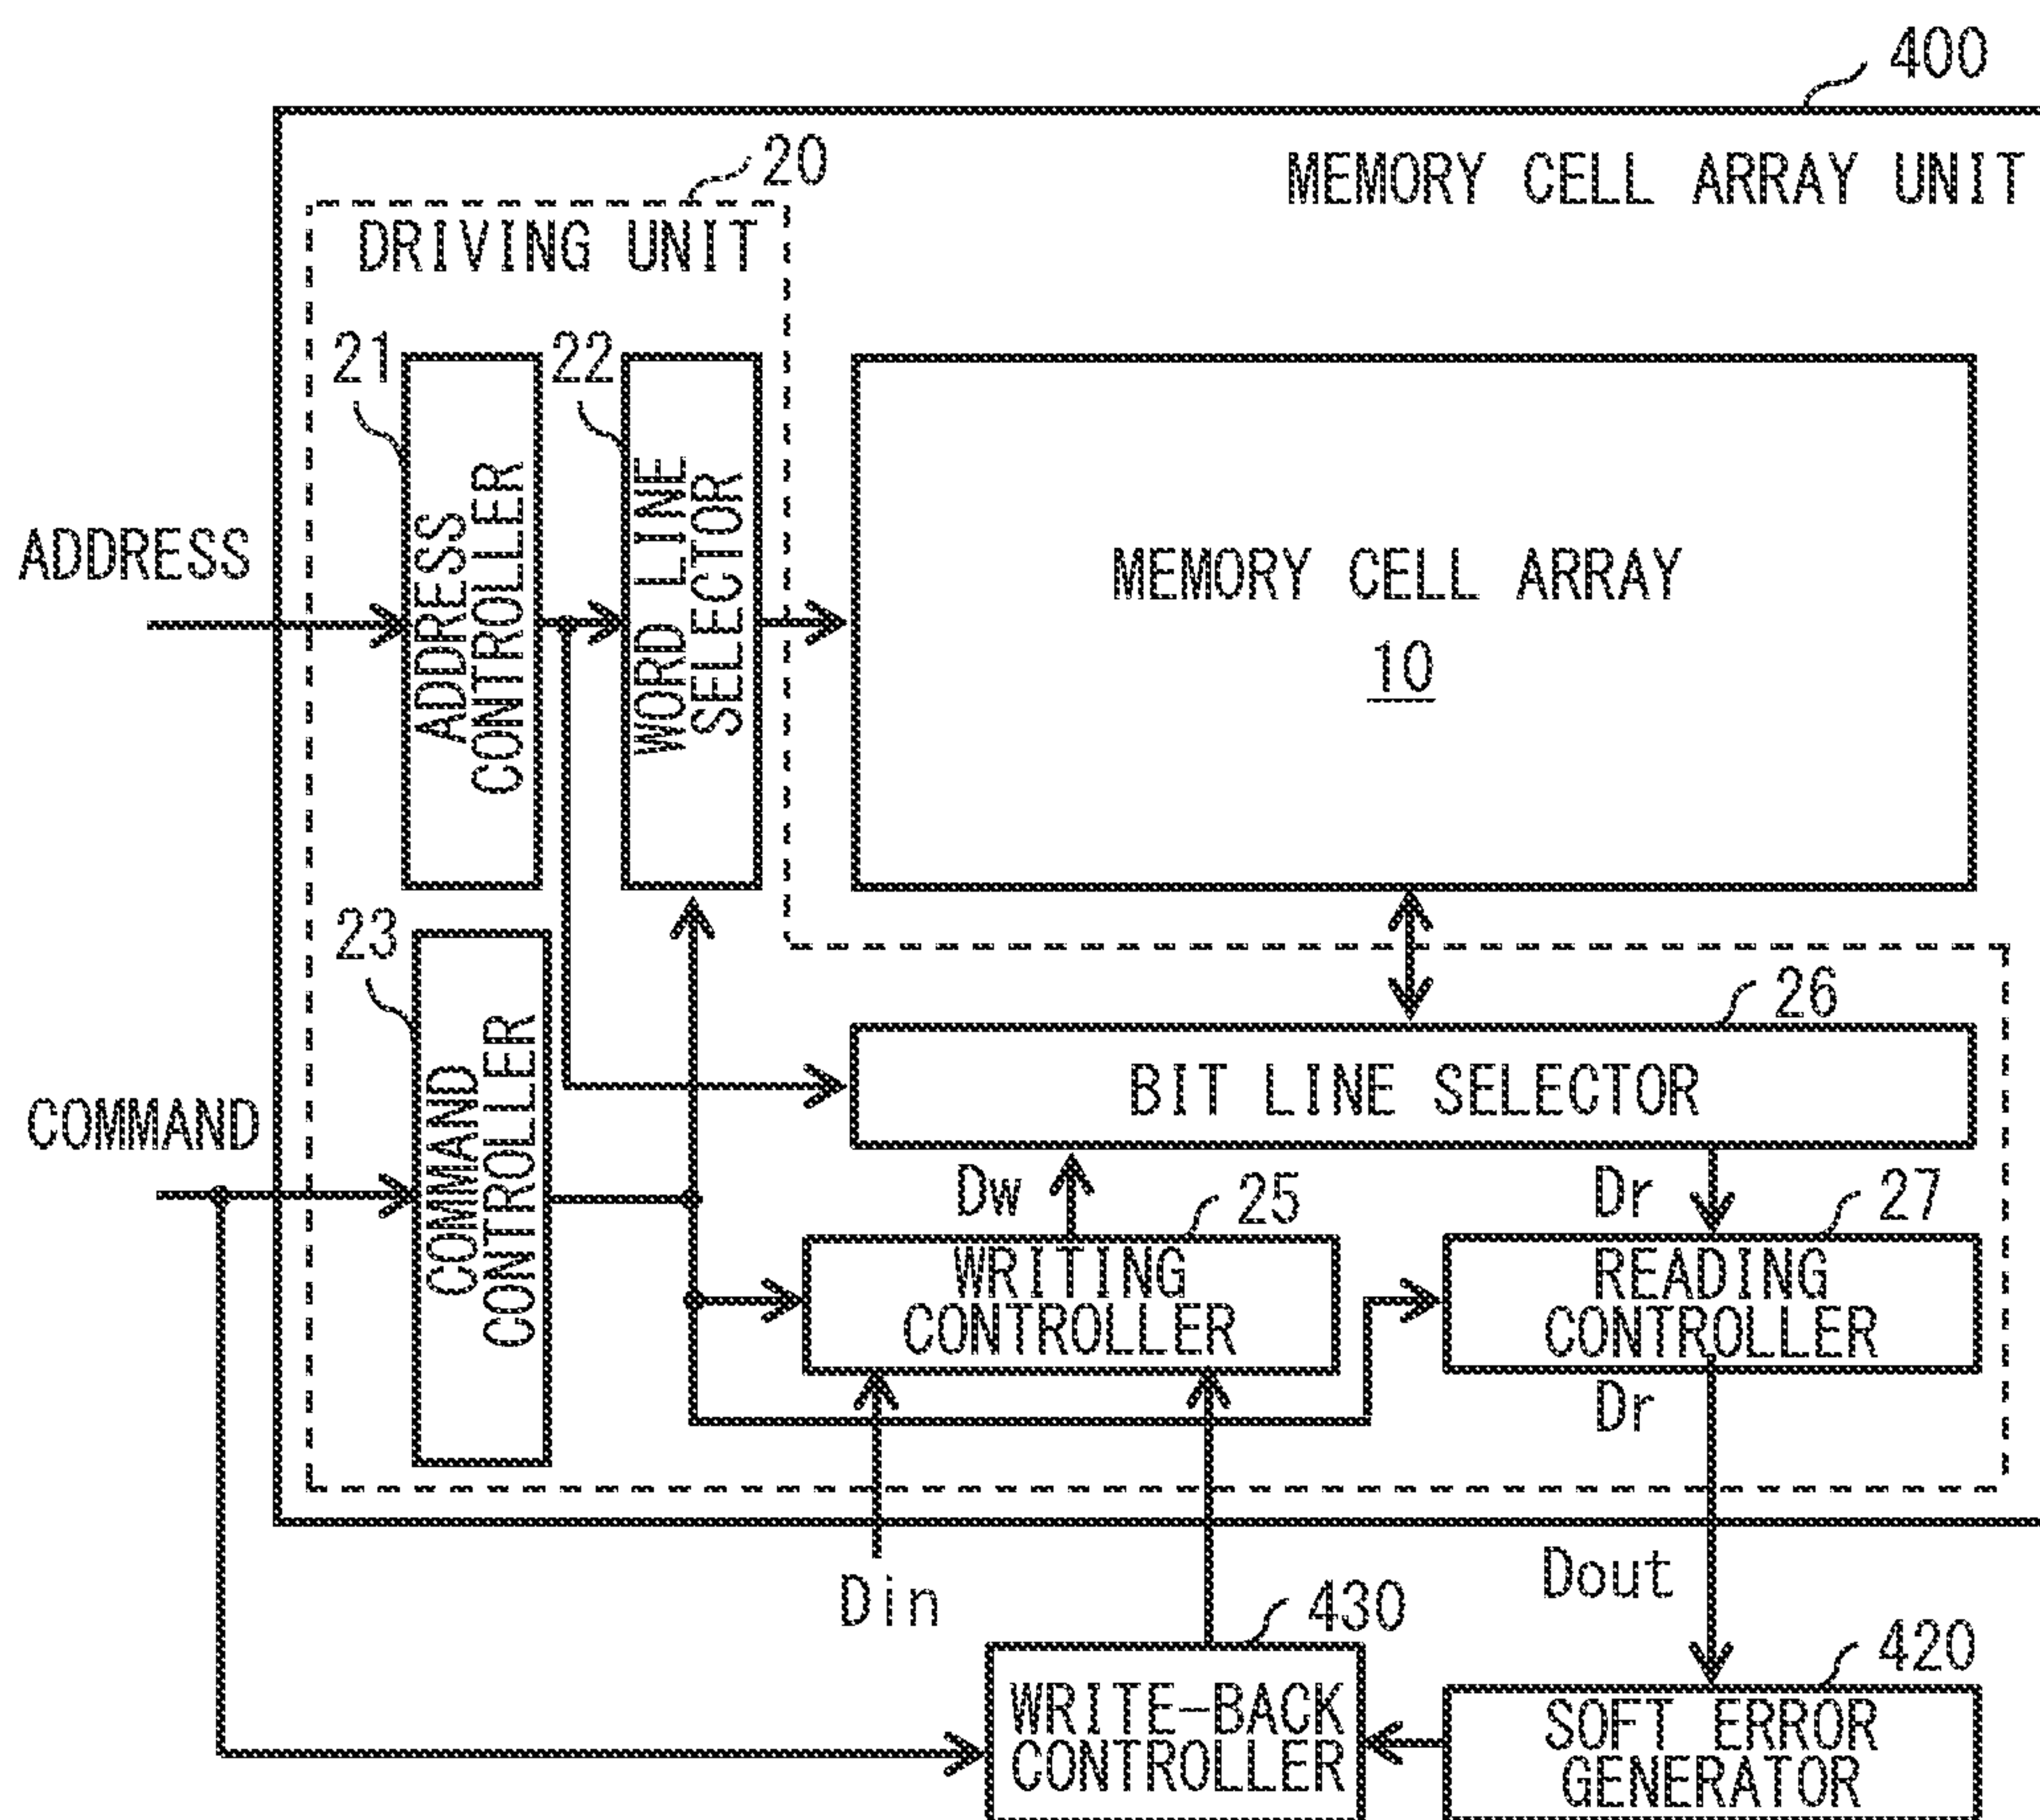 400
MEMORY CELL ARRAY UNIT
20
DRIVING UNIT
21
22
ADDRESS
CONTROLLER
WORD LINE
SELECTOR
ADDRESS
MEMORY CELL ARRAY
10
23
COMMAND
CONTROLLER
26
BIT LINE SELECTOR
COMMAND
Dw
25
Dr
27
WRITING
CONTROLLER
READING
CONTROLLER
Dr
Din
Dout
430
420
WRITE-BACK
CONTROLLER
SOFT ERROR
GENERATOR